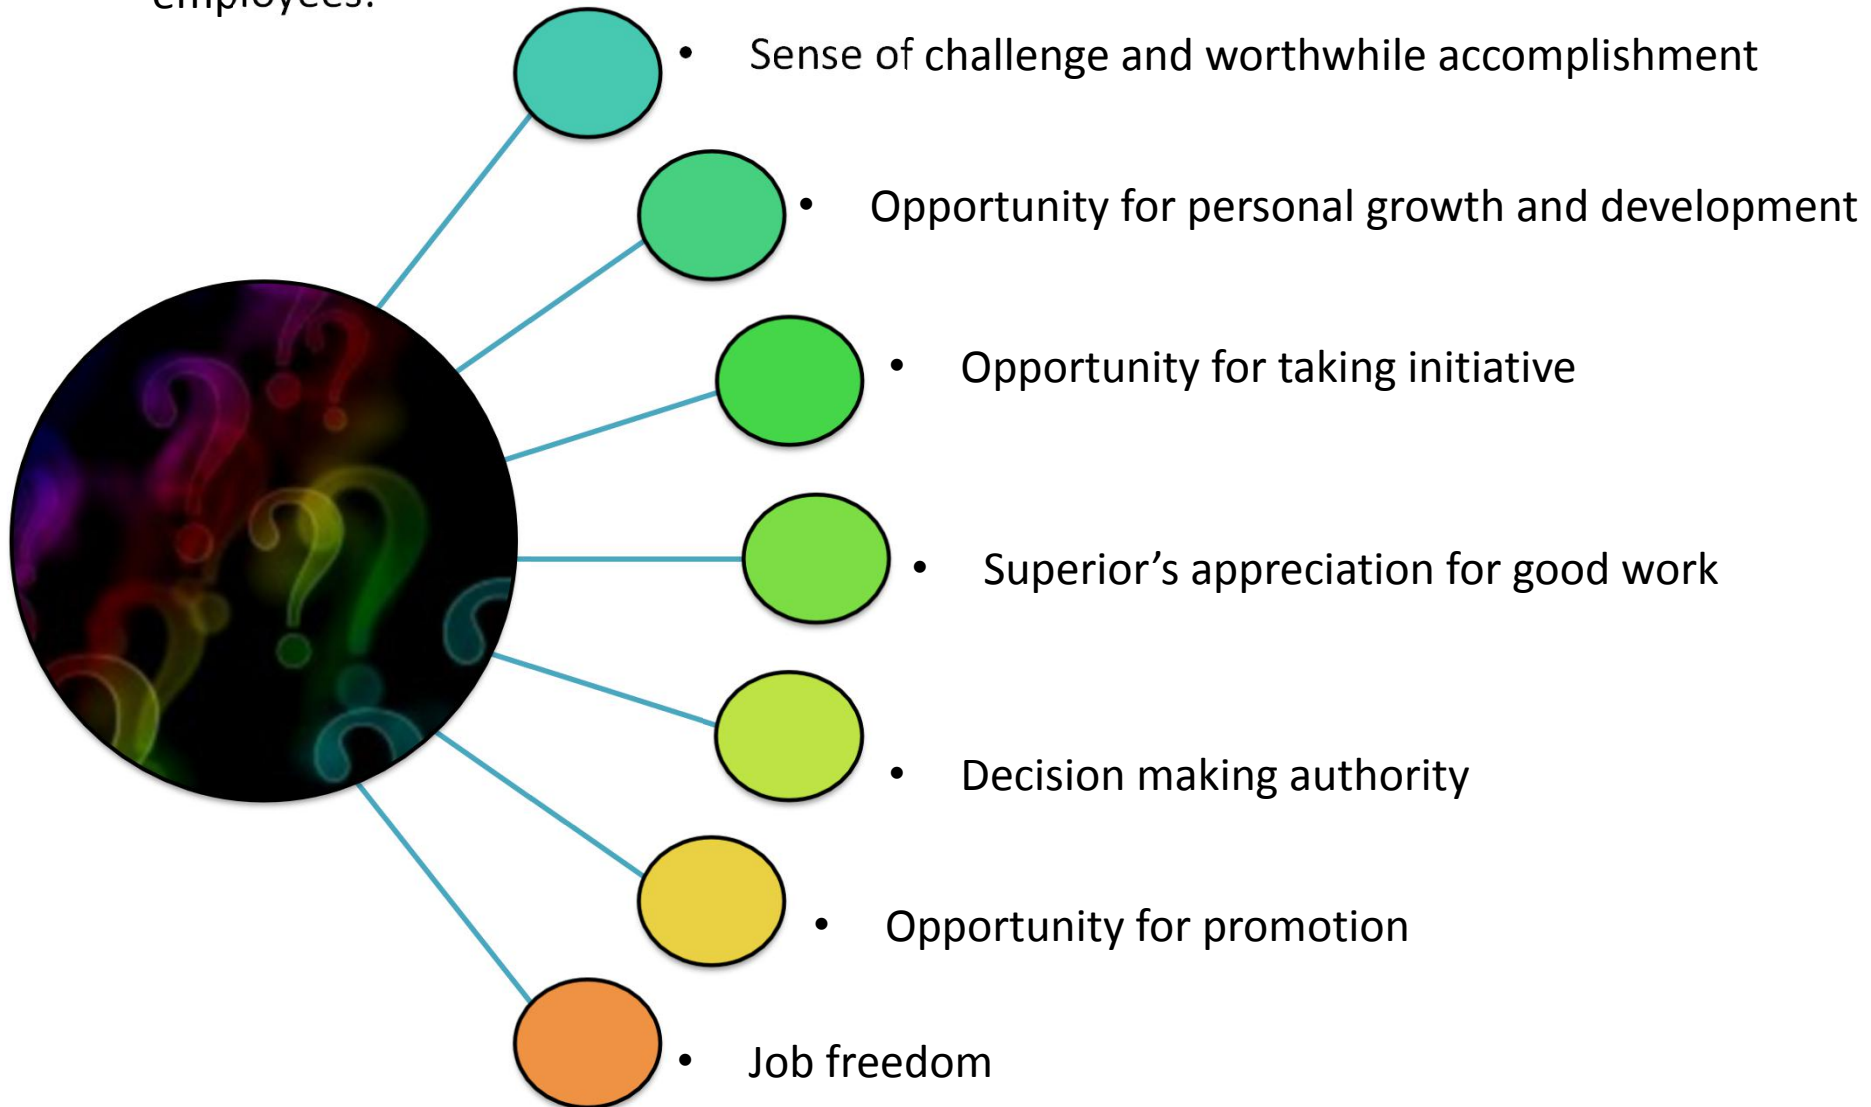 employees.
• Sense of challenge and worthwhile accomplishment
• Opportunity for personal growth and development
• Opportunity for taking initiative
• Superior’s appreciation for good work
• Decision making authority
• Opportunity for promotion
• Job freedom